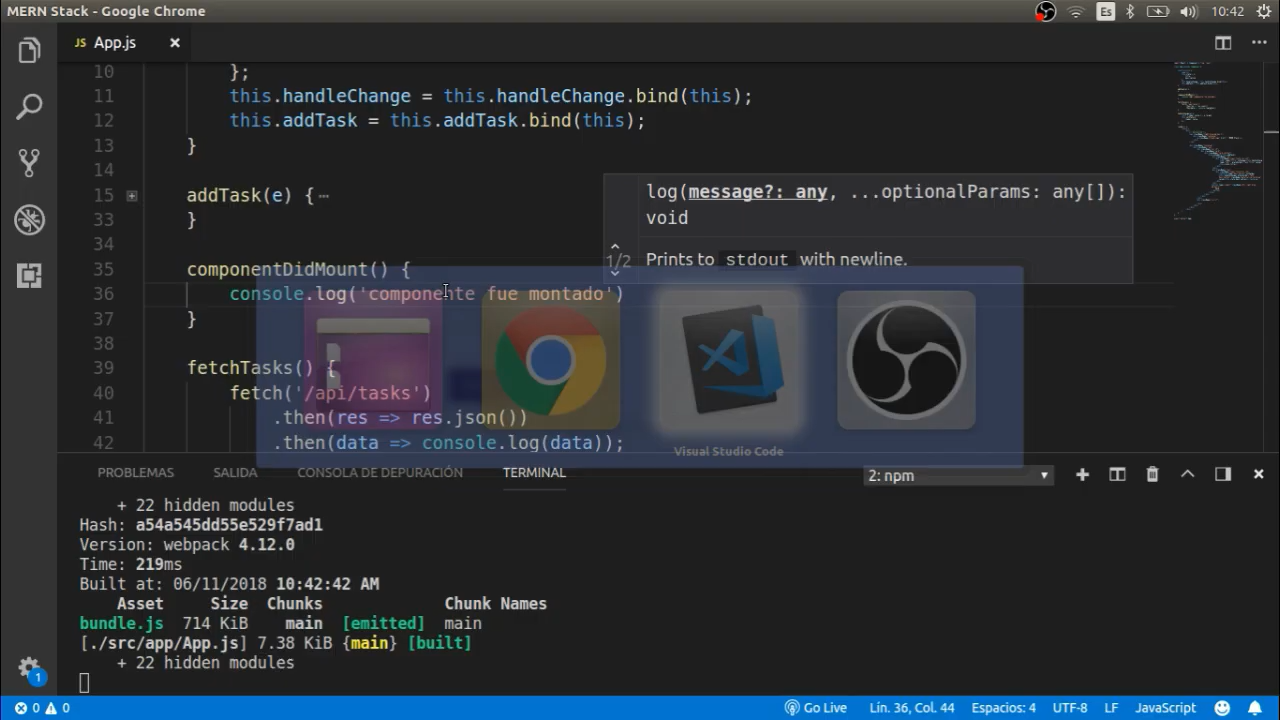 MERN Stack - Google Chrome
Es
10:42
JS App.js
10 };
11 this.handleChange = this.handleChange.bind(this);
12 this.addTask = this.addTask.bind(this);
13 }
14
15 addTask(e) {
33 }
34
35 componentDidMount() {
36 console.log('componente fue montado')
37 }
38
39 fetchTasks() {
40 fetch('/api/tasks')
41 .then(res => res.json())
42 .then(data => console.log(data));
log(message?: any, ...optionalParams: any[]):
void
1/2
Prints to stdout with newline.
Visual Studio Code
PROBLEMAS SALIDA CONSOLA DE DEPURACIÓN TERMINAL
2: npm
+ 22 hidden modules
Hash: a54a545dd55e529f7ad1
Version: webpack 4.12.0
Time: 219ms
Built at: 06/11/2018 10:42:42 AM
Asset Size Chunks Chunk Names
bundle.js 714 KiB main [emitted] main
[./src/app/App.js] 7.38 KiB {main} [built]
+ 22 hidden modules
1
0 0
Go Live
Lín. 36, Col. 44
Espacios: 4
UTF-8
LF
JavaScript